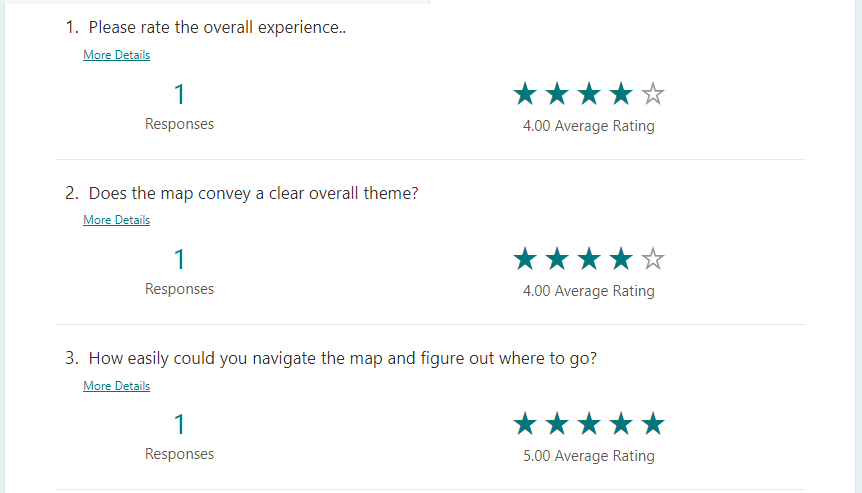 1. Please rate the overall experience..
More Details
1
Responses
4.00 Average Rating
2. Does the map convey a clear overall theme?
More Details
1
Responses
4.00 Average Rating
3. How easily could you navigate the map and figure out where to go?
More Details
1
Responses
5.00 Average Rating